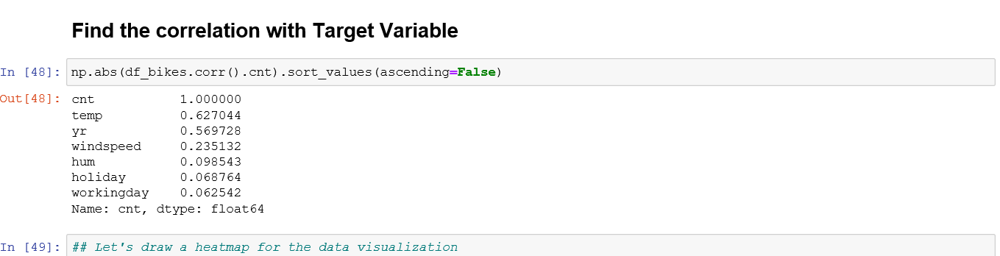 Find the correlation with Target Variable
In [48]: np.abs(df_bikes.corr().cnt).sort_values(ascending=False)
Out[48]: cnt 1.000000
temp 0.627044
yr 0.569728
windspeed 0.235132
hum 0.098543
holiday 0.068764
workingday 0.062542
Name: cnt, dtype: float64
In [49]: ## Let's draw a heatmap for the data visualization